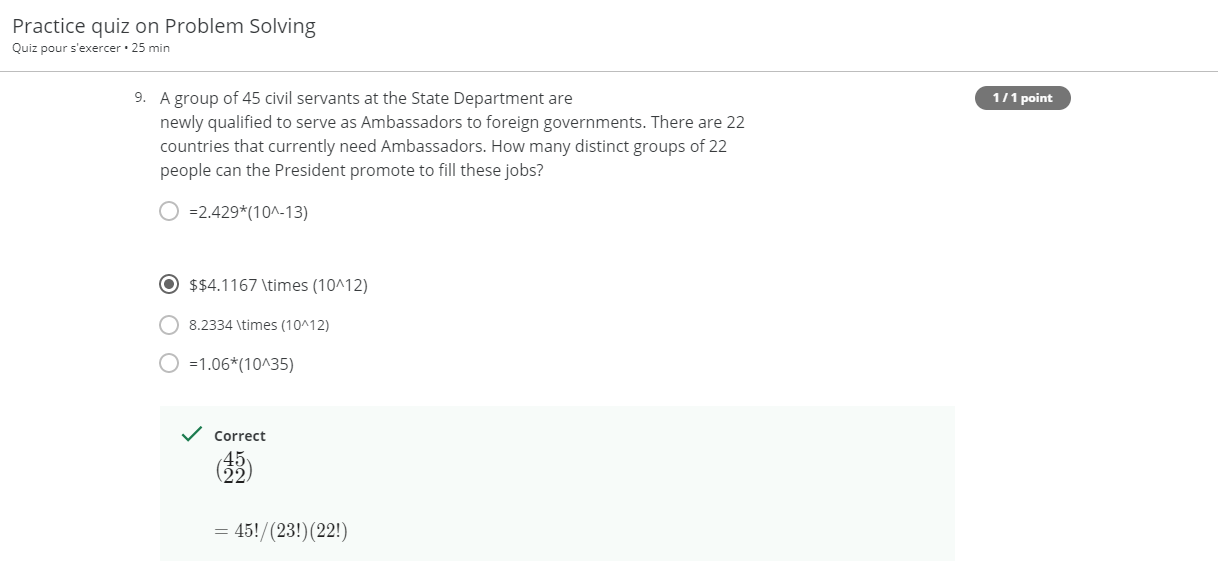 Practice quiz on Problem Solving
Quiz pour s'exercer • 25 min
9. A group of 45 civil servants at the State Department are
1 / 1 point
newly qualified to serve as Ambassadors to foreign governments. There are 22
countries that currently need Ambassadors. How many distinct groups of 22
people can the President promote to fill these jobs?
=2.429*(10^-13)
$$4.1167 \times (10^12)
8.2334 \times (10^12)
=1.06*(10^35)
Correct
(45
22)
= 45!/(23!)(22!)